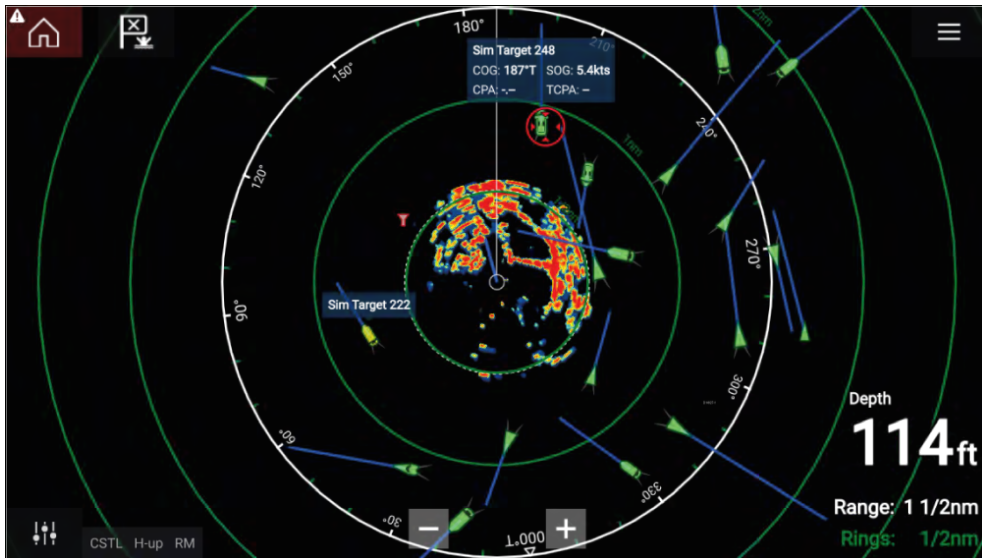 180°
210°
2nm
150°
Sim Target 248
COG: 187°T SOG: 5.4kts
CPA: -.– TCPA: –
240°
1nm
120°
T
270°
90°
Sim Target 222
300°
Depth
114ft
60°
330°
Range: 1 1/2nm
30°
000°T
− +
CSTL H-up RM
Rings: 1/2nm